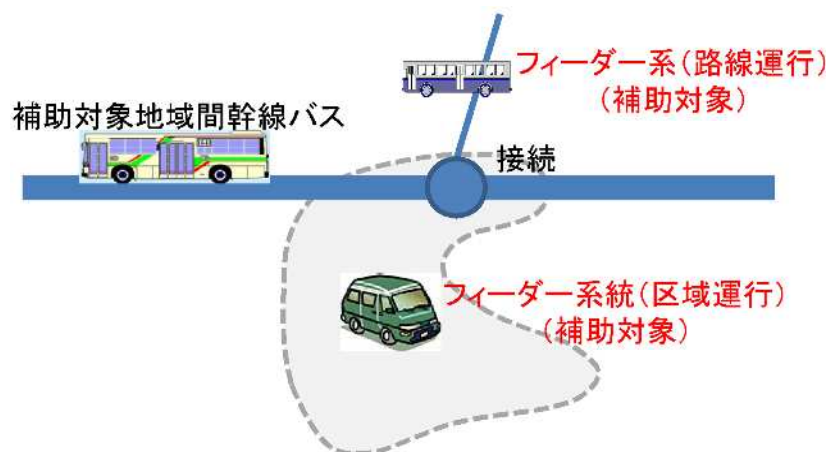 フィーダー系(路線運行)
(補助対象)
補助対象地域間幹線バス
接続
フィーダー系統(区域運行)
(補助対象)